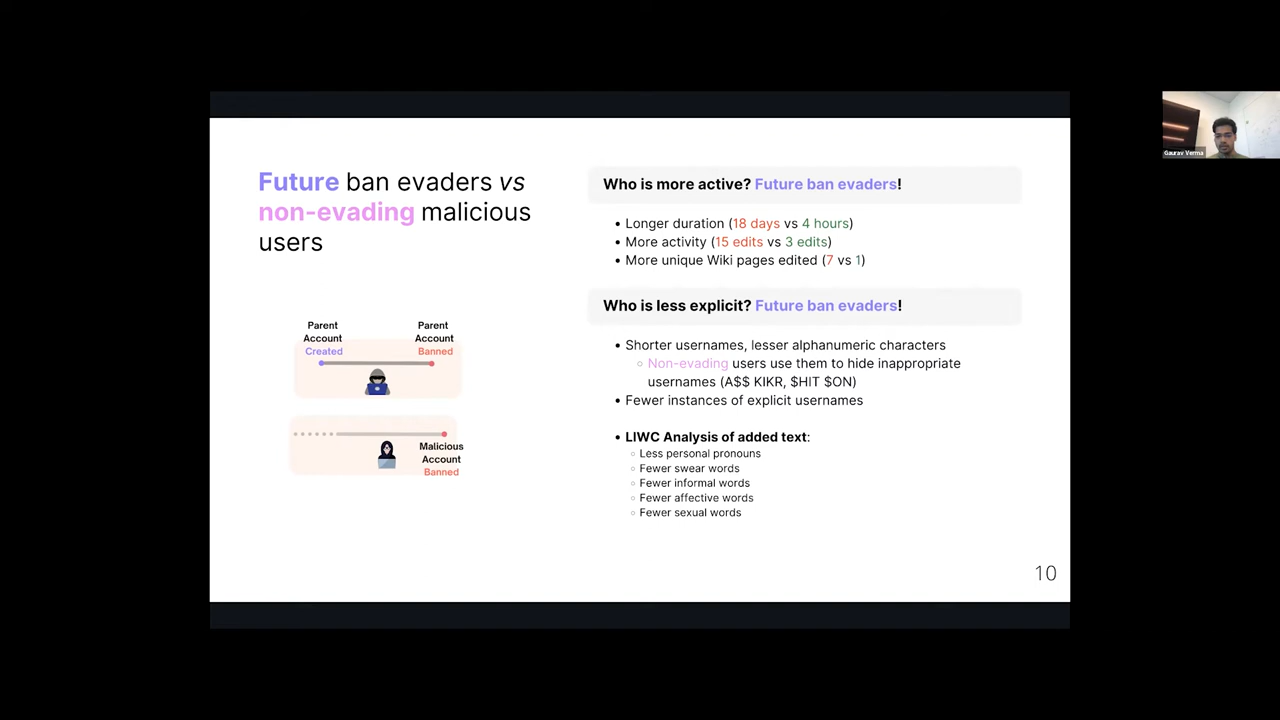 Future ban evaders vs
non-evading malicious
users
Parent
Account
Created
Parent
Account
Banned
Malicious
Account
Banned
Who is more active? Future ban evaders!
• Longer duration (18 days vs 4 hours)
• More activity (15 edits vs 3 edits)
• More unique Wiki pages edited (7 vs 1)
Who is less explicit? Future ban evaders!
• Shorter usernames, lesser alphanumeric characters
○ Non-evading users use them to hide inappropriate
usernames (A$$ KIKR, $HIT $ON)
• Fewer instances of explicit usernames
• LIWC Analysis of added text:
○ Less personal pronouns
○ Fewer swear words
○ Fewer informal words
○ Fewer affective words
○ Fewer sexual words
10
Gaurav Verma